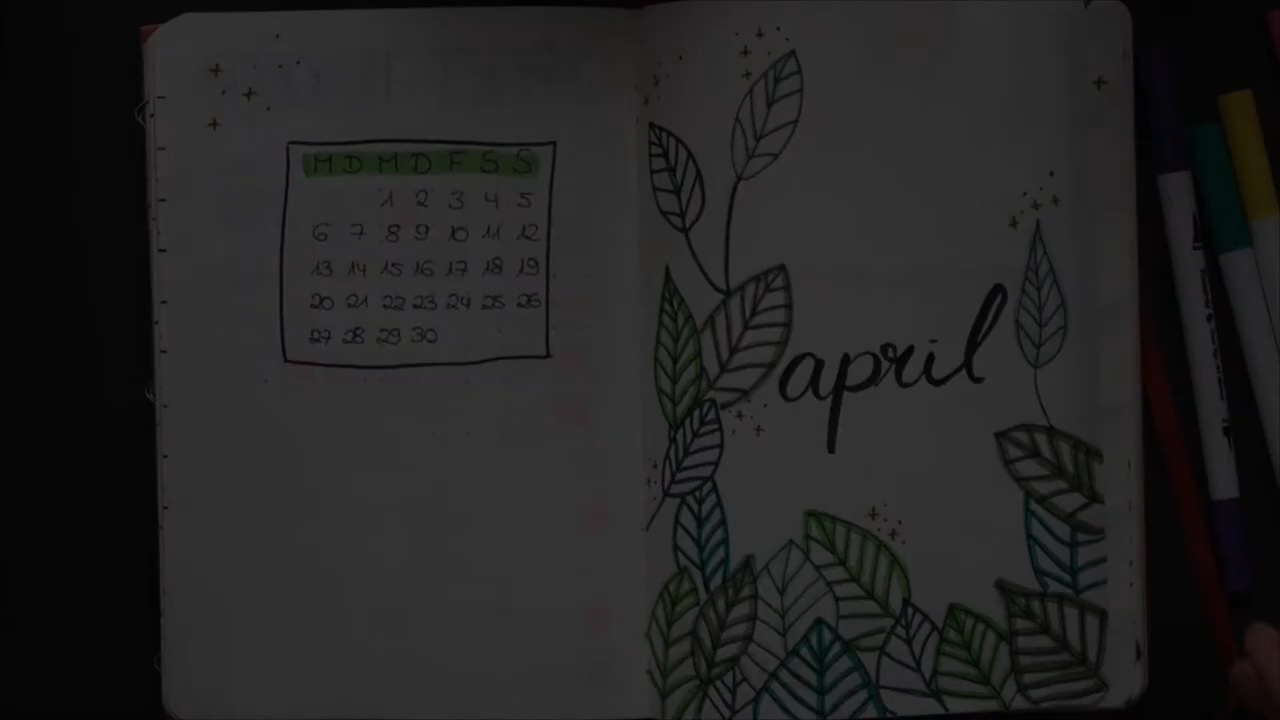 M D M D F S S
1 2 3 4 5
6 7 8 9 10 11 12
13 14 15 16 17 18 19
20 21 22 23 24 25 26
27 28 29 30
april